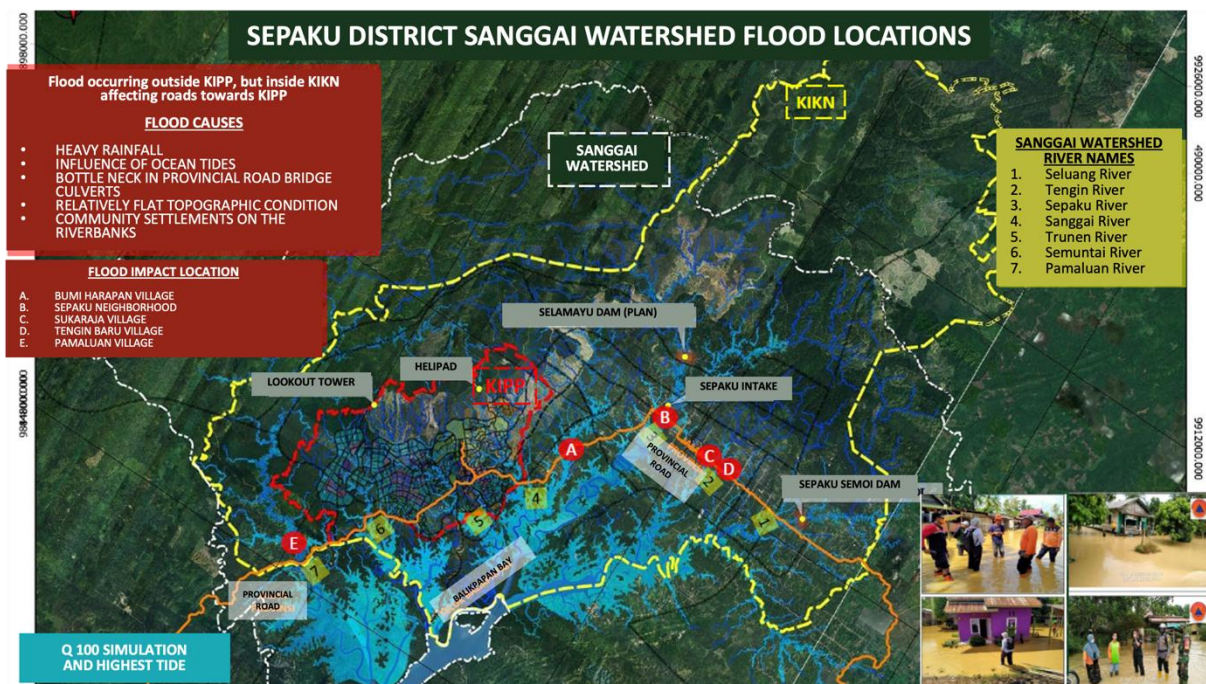 SEPAKU DISTRICT SANGGAI WATERSHED FLOOD LOCATIONS
Flood occurring outside KIPP, but inside KIKN
affecting roads towards KIPP
FLOOD CAUSES
• HEAVY RAINFALL
• INFLUENCE OF OCEAN TIDES
• BOTTLE NECK IN PROVINCIAL ROAD BRIDGE
CULVERTS
• RELATIVELY FLAT TOPOGRAPHIC CONDITION
• COMMUNITY SETTLEMENTS ON THE
RIVERBANKS
FLOOD IMPACT LOCATION
A. BUMI HARAPAN VILLAGE
B. SEPAKU NEIGHBORHOOD
C. SUKARAJA VILLAGE
D. TENGIN BARU VILLAGE
E. PAMALUAN VILLAGE
KIKN
SANGGAI
WATERSHED
SANGGAI WATERSHED
RIVER NAMES
1. Seluang River
2. Tengin River
3. Sepaku River
4. Sanggai River
5. Trunen River
6. Semuntai River
7. Pamaluan River
9926000.000
490000.000
9912000.000
SELAMAYU DAM (PLAN)
HELIPAD
LOOKOUT TOWER
KIPP
SEPAKU INTAKE
B
A
C
D
3
PROVINCIAL
ROAD
2
SEPAKU SEMOI DAM
4
5
1
6
E
7
BALIKPAPAN BAY
PROVINCIAL
ROAD
Q 100 SIMULATION
AND HIGHEST TIDE